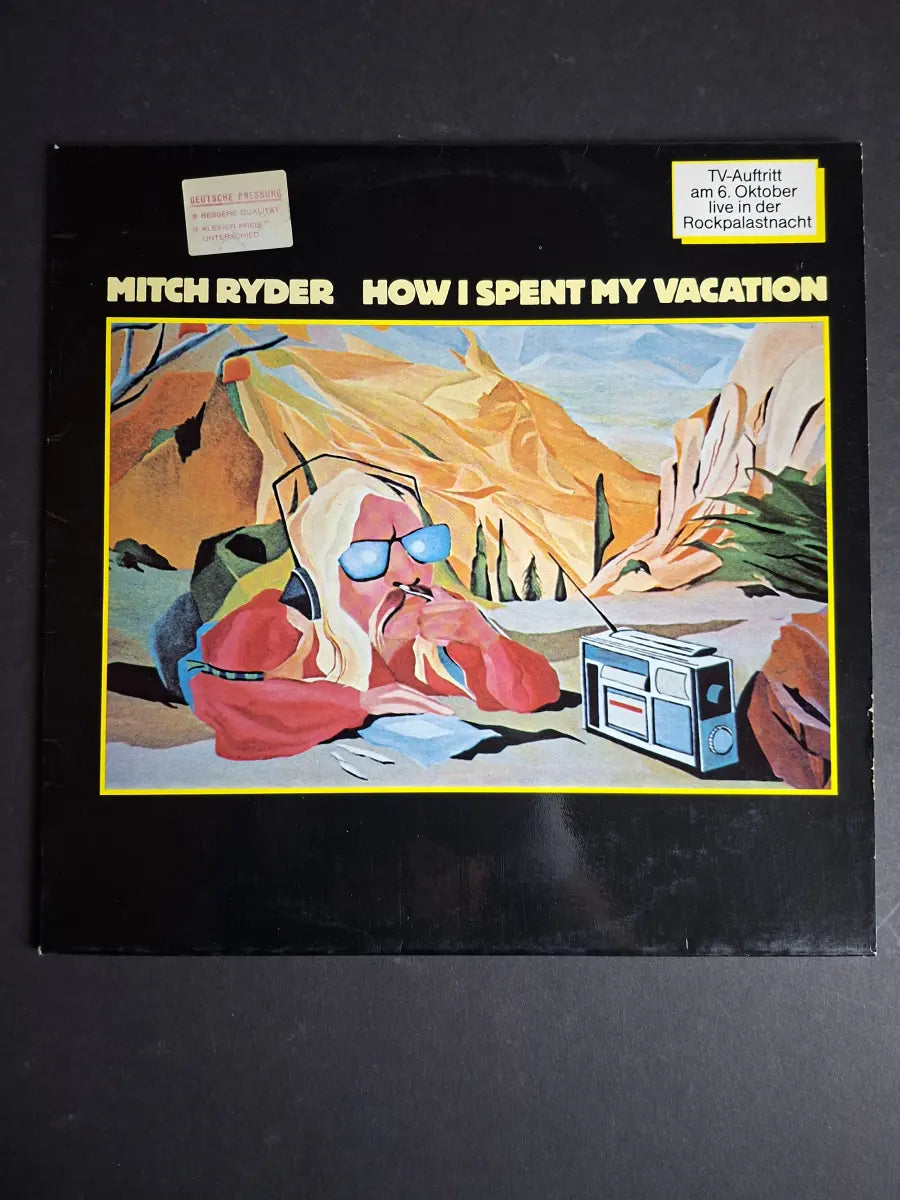 DEUTSCHE PRESSUNG
BESSERE QUALITÄT
KLEINER PREIS-
UNTERSCHIED
TV-Auftritt
am 6. Oktober
live in der
Rockpalastnacht
MITCH RYDER HOW I SPENT MY VACATION